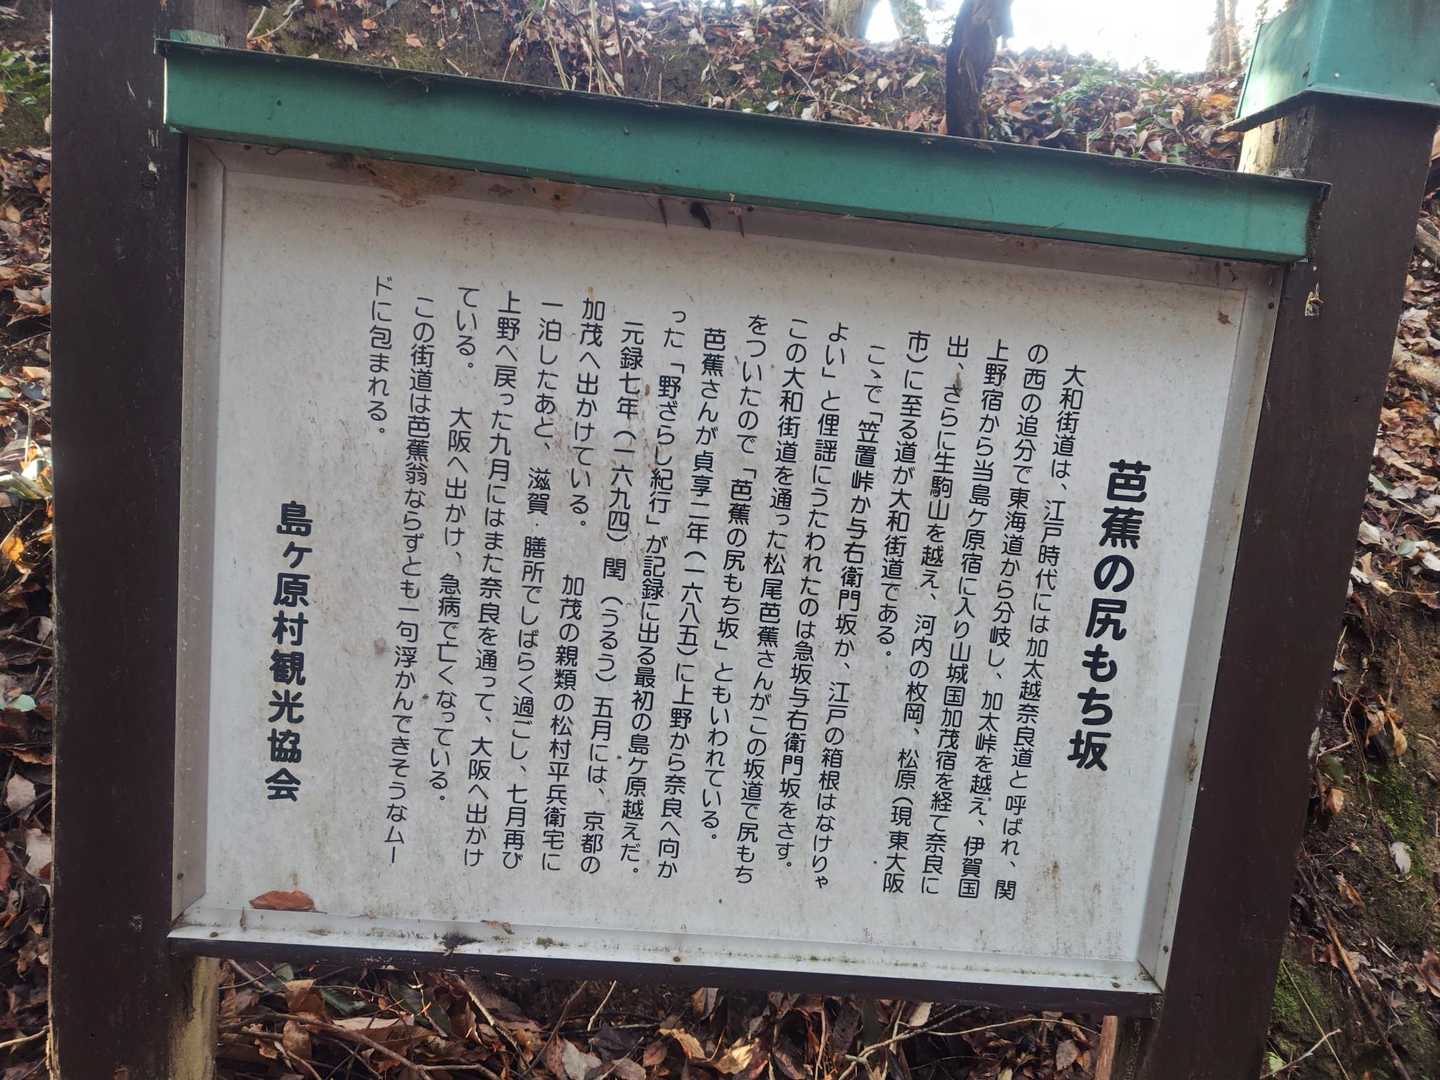 芭蕉の尻もち坂
大和街道は、江戸時代には加太越奈良道と呼ばれ、関
の西の追分で東海道から分岐し、加太峠を越え、伊賀国
上野宿から当島ケ原宿に入り山城国加茂宿を経て奈良に
出、さらに生駒山を越え、河内の枚岡、松原(現東大阪
市)に至る道が大和街道である。
こゝで「笠置峠か与右衛門坂か、江戸の箱根はなけりゃ
よい」と俚謡にうたわれたのは急坂与右衛門坂をさす。
この大和街道を通った松尾芭蕉さんがこの坂道で尻もち
をついたので「芭蕉の尻もち坂」ともいわれている。
芭蕉さんが貞享二年(一六八五)に上野から奈良へ向か
った「野ざらし紀行」が記録に出る最初の島ケ原越えだ。
元録七年(一六九四)閏(うるう)五月には、京都の
加茂へ出かけている。 加茂の親類の松村平兵衛宅に
一泊したあと、滋賀・膳所でしばらく過ごし、七月再び
上野へ戻った九月にはまた奈良を通って、大阪へ出かけ
ている。 大阪へ出かけ、急病で亡くなっている。
この街道は芭蕉翁ならずとも一句浮かんできそうなムー
ドに包まれる。
島ケ原村観光協会